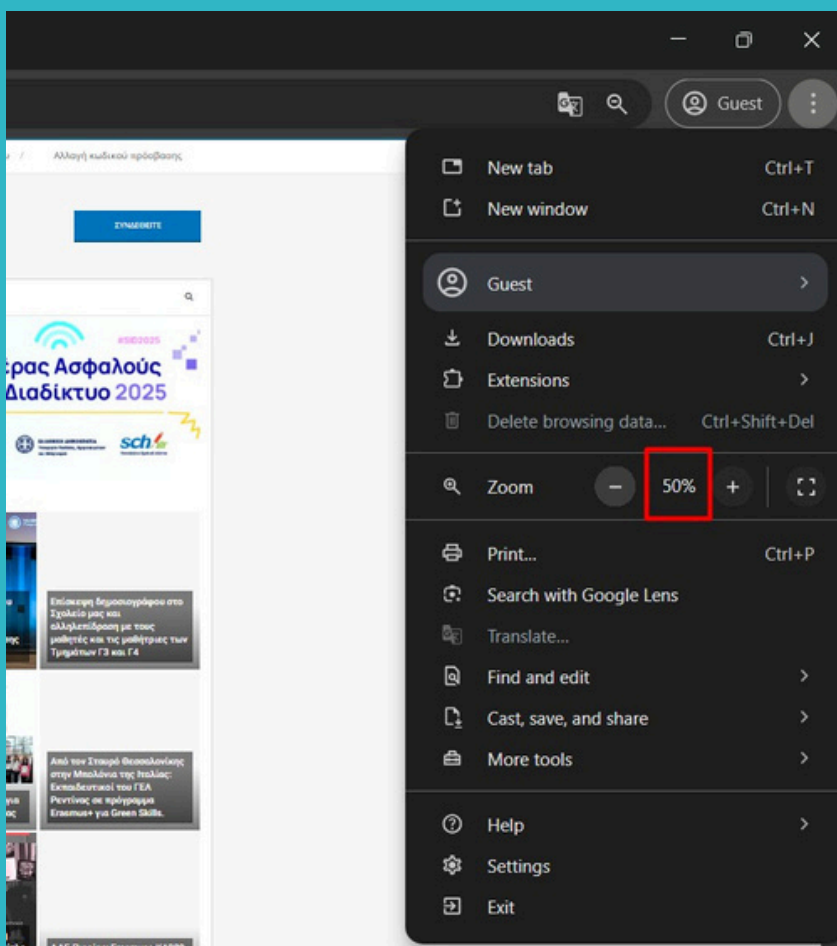 Guest
Αλλαγή κωδικού πρόσβασης
ΣΥΝΔΕΘΕΙΤΕ
#SID2025
έρας Ασφαλούς
Διαδίκτυο 2025
sch
Επίσκεψη δημοσιογράφου στο
Σχολείο μας και
αλληλεπίδραση με τους
μαθητές και τις μαθήτριες των
Τμημάτων Γ3 και Γ4
Από τον Σταυρό Θεσσαλονίκης
στην Μπολόνια της Ιταλίας:
Εκπαιδευτικοί του ΓΕΛ
Ρεντίνας σε πρόγραμμα
Erasmus+ για Green Skills.
New tab Ctrl+T
New window Ctrl+N
Guest
Downloads Ctrl+J
Extensions
Delete browsing data... Ctrl+Shift+Del
Zoom − 50% +
Print... Ctrl+P
Search with Google Lens
Translate...
Find and edit
Cast, save, and share
More tools
Help
Settings
Exit